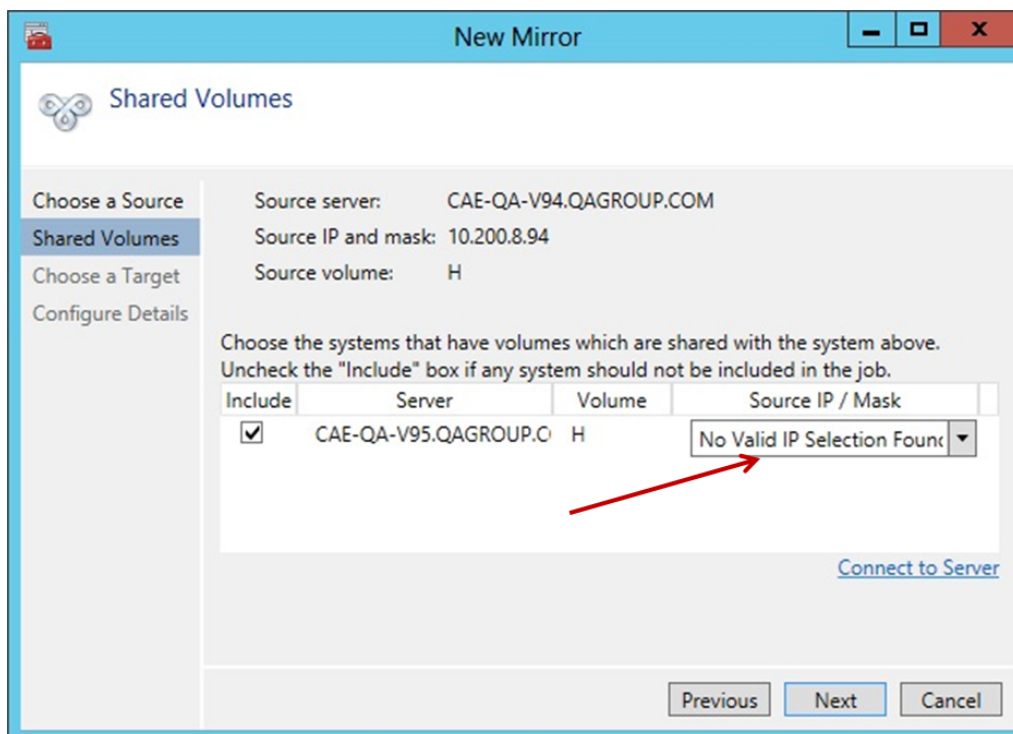 New Mirror
Shared Volumes
Choose a Source
Shared Volumes
Choose a Target
Configure Details
Source server: CAE-QA-V94.QAGROUP.COM
Source IP and mask: 10.200.8.94
Source volume: H
Choose the systems that have volumes which are shared with the system above.
Uncheck the "Include" box if any system should not be included in the job.
Include Server Volume Source IP / Mask
CAE-QA-V95.QAGROUP.C H No Valid IP Selection Found
Connect to Server
Previous Next Cancel